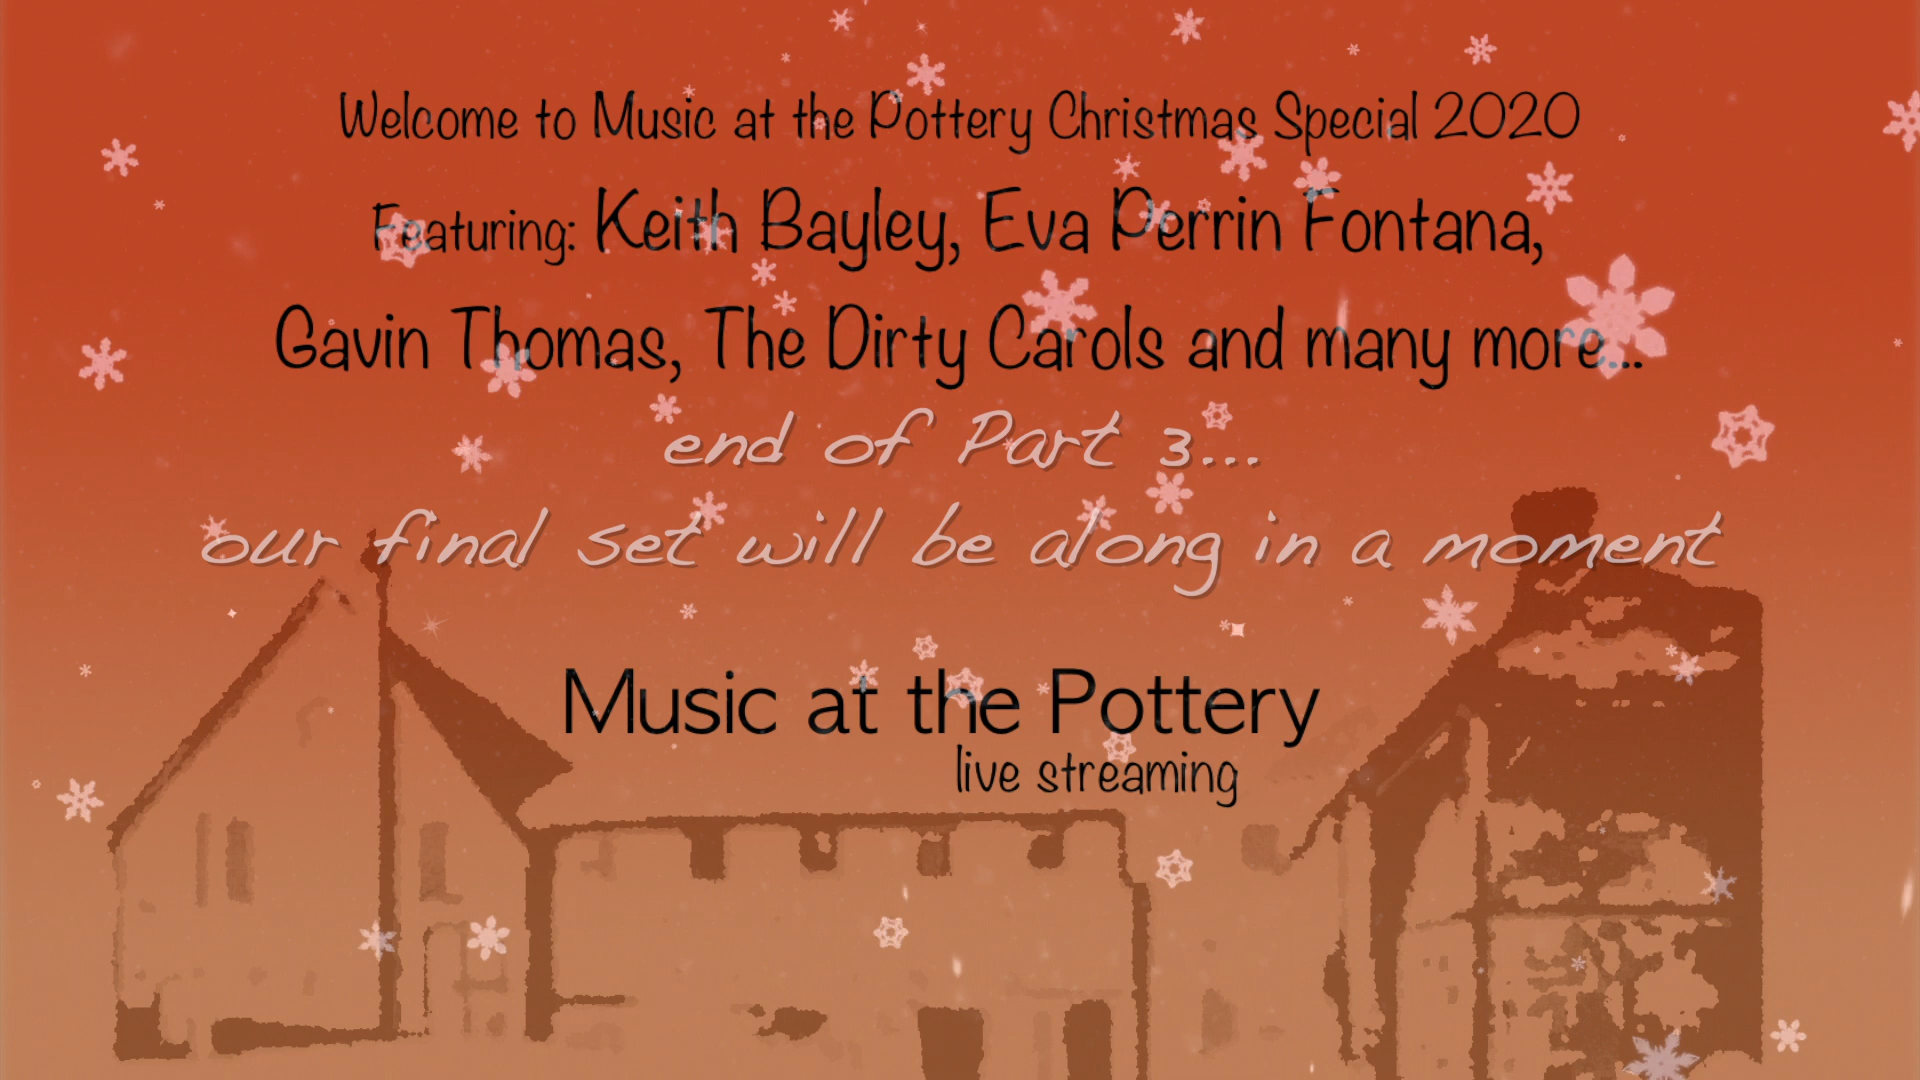 Welcome to Music at the Pottery Christmas Special 2020
Featuring: Keith Bayley, Eva Perrin Fontana,
Gavin Thomas, The Dirty Carols and many more...
end of Part 3...
our final set will be along in a moment
Music at the Pottery
live streaming